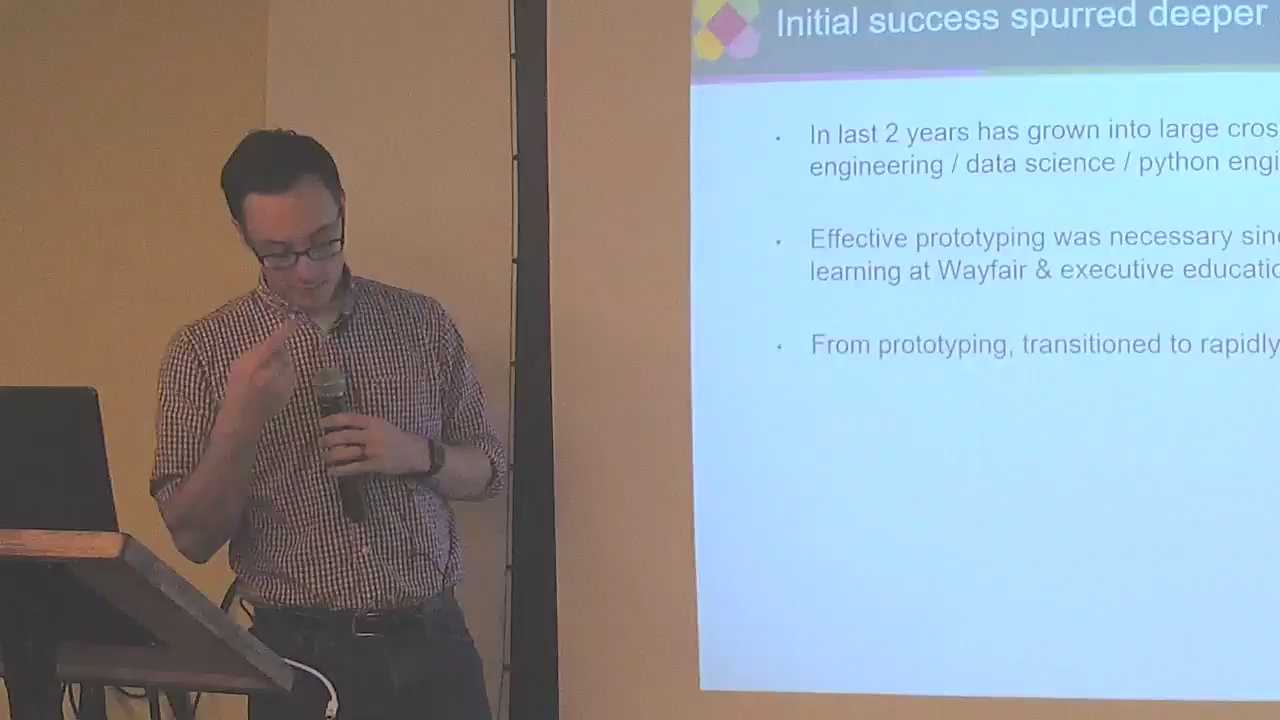 Initial success spurred deeper
In last 2 years has grown into large cros
engineering / data science / python engi
Effective prototyping was necessary sinc
learning at Wayfair & executive educatio
From prototyping, transitioned to rapidly